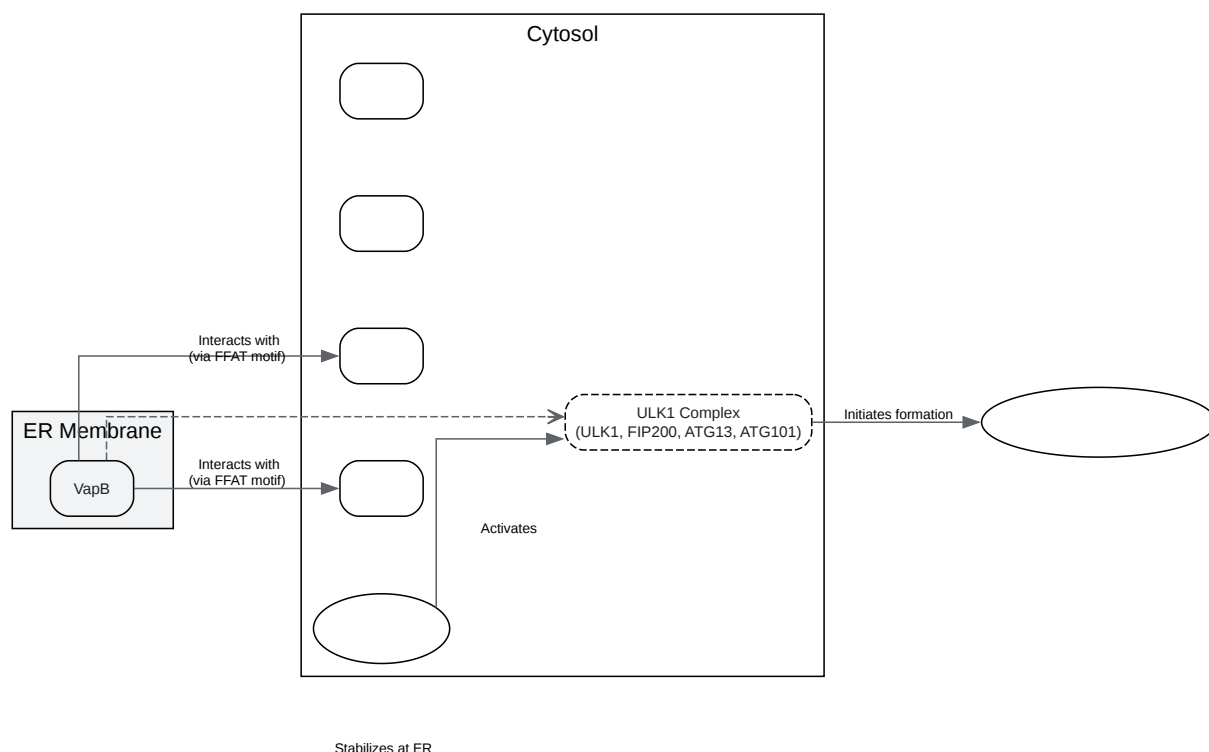 Cytosol
Interacts with
(via FFAT motif)
ER Membrane
VapB
Interacts with
(via FFAT motif)
ULK1 Complex
(ULK1, FIP200, ATG13, ATG101)
Initiates formation
Activates
Stabilizes at ER